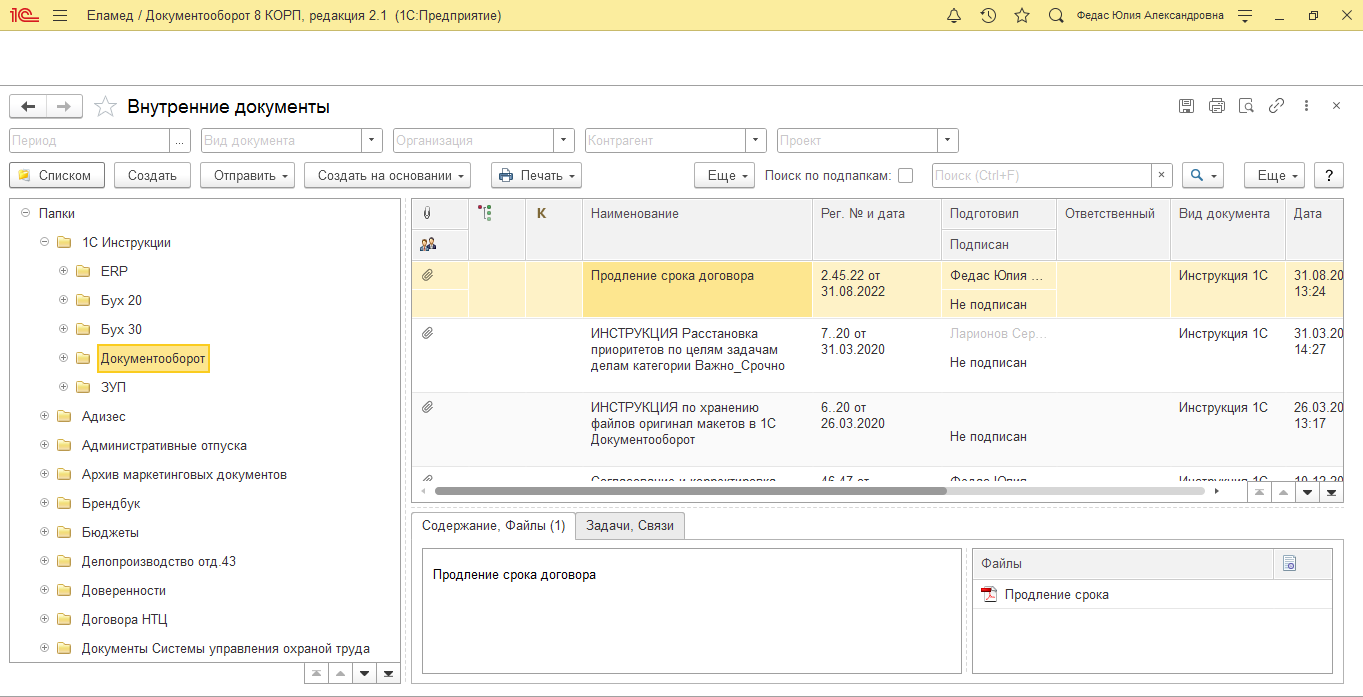 1С Еламед / Документооборот 8 КОРП, редакция 2.1 (1С:Предприятие) Федас Юлия Александровна
Внутренние документы
Период ... Вид документа Организация Контрагент Проект
Списком Создать Отправить Создать на основании Печать Еще Поиск по подпапкам: Поиск (Ctrl+F) × Еще ?
Папки
1С Инструкции
ERP
Бух 20
Бух 30
Документооборот
ЗУП
Адизес
Административные отпуска
Архив маркетинговых документов
Брендбук
Бюджеты
Делопроизводство отд.43
Доверенности
Договора НТЦ
Документы Системы управления охраной труда
К Наименование Рег. № и дата Подготовил Ответственный Вид документа Дата
Подписан
Продление срока договора 2.45.22 от Федас Юлия ... Инструкция 1С 31.08.20
31.08.2022 13:24
Не подписан
ИНСТРУКЦИЯ Расстановка 7..20 от Ларионов Сер... Инструкция 1С 31.03.20
приоритетов по целям задачам 31.03.2020 14:27
делам категории Важно_Срочно Не подписан
ИНСТРУКЦИЯ по хранению 6..20 от Инструкция 1С 26.03.20
файлов оригинал макетов в 1С 26.03.2020 13:17
Документооборот Не подписан
Согласование и корректировка 46.47 от Федас Юлия Инструкция 1С 10.12.20
Содержание, Файлы (1) Задачи, Связи
Продление срока договора
Файлы
Продление срока